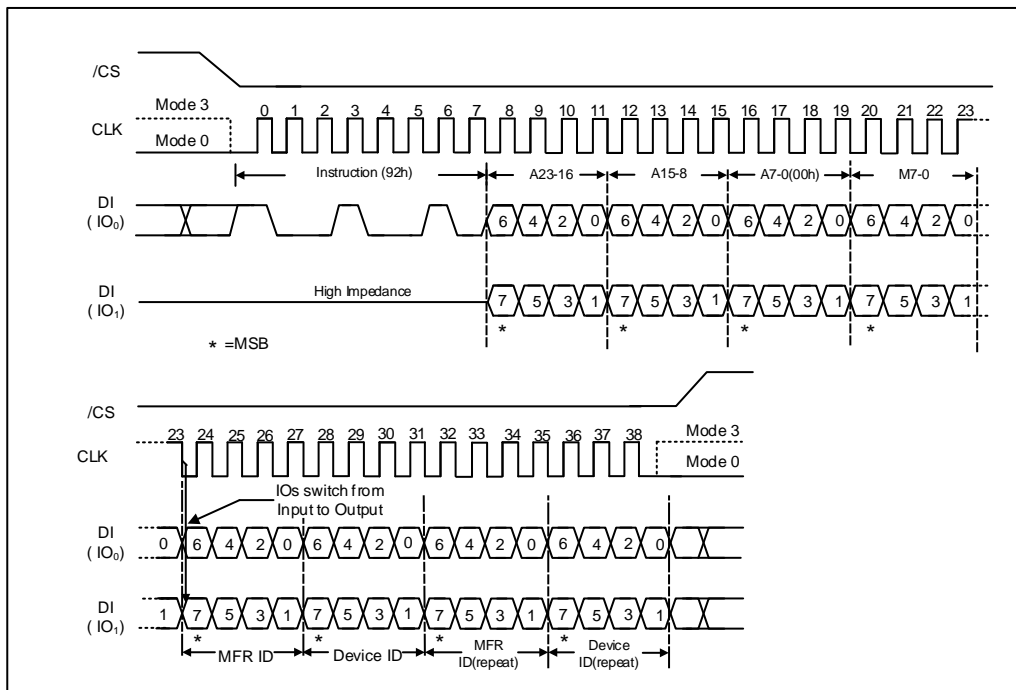 /CS
Mode 3
CLK
Mode 0
0 1 2 3 4 5 6 7 8 9 10 11 12 13 14 15 16 17 18 19 20 21 22 23
Instruction (92h) A23-16 A15-8 A7-0(00h) M7-0
DI
( IO₀)
6 4 2 0 6 4 2 0 6 4 2 0 6 4 2 0
High Impedance
DI
( IO₁)
7 5 3 1 7 5 3 1 7 5 3 1 7 5 3 1
* * * *
* =MSB
/CS
CLK
23 24 25 26 27 28 29 30 31 32 33 34 35 36 37 38
Mode 3
Mode 0
IOs switch from
Input to Output
DI
( IO₀)
0 6 4 2 0 6 4 2 0 6 4 2 0 6 4 2 0
DI
( IO₁)
1 7 5 3 1 7 5 3 1 7 5 3 1 7 5 3 1
* * * *
MFR ID Device ID
MFR
ID(repeat)
Device
ID(repeat)